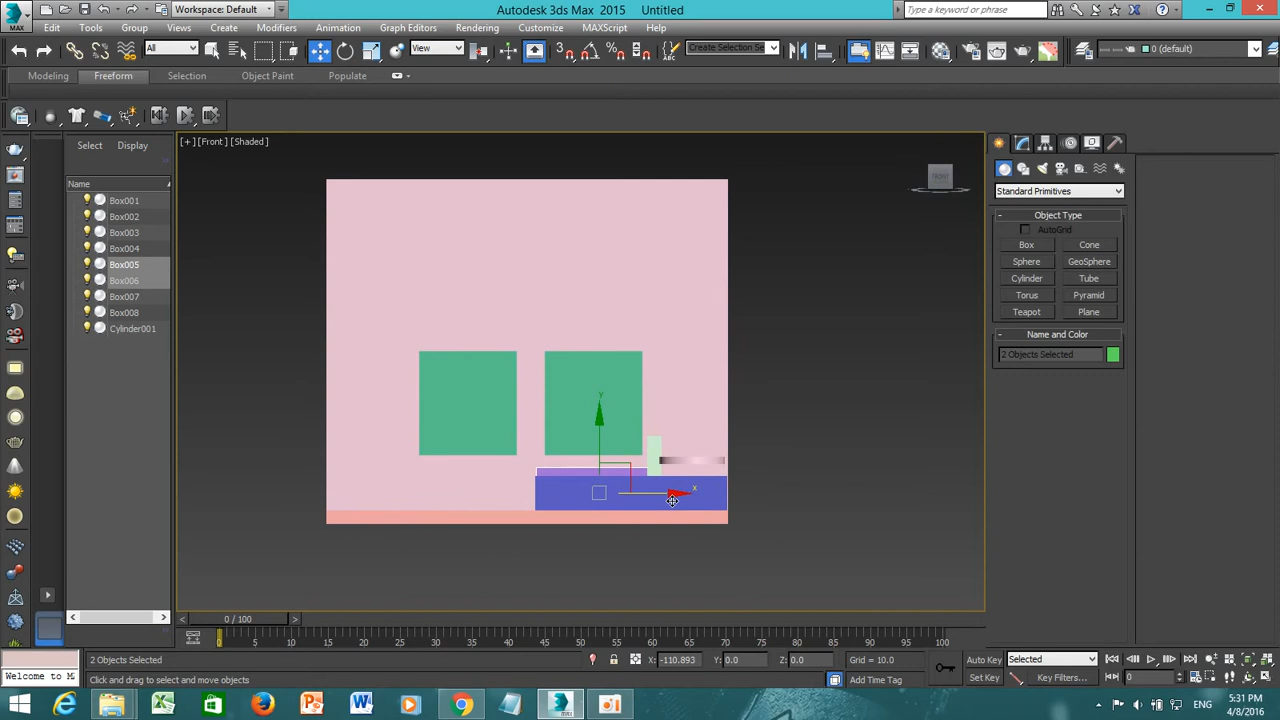 Autodesk 3ds Max 2015 Untitled
Workspace: Default
Type a keyword or phrase
MAX
Edit Tools Group Views Create Modifiers Animation Graph Editors Rendering Customize MAXScript Help
All
View
Create Selection Se
0 (default)
Modeling Freeform Selection Object Paint Populate
Select Display
[+] [Front] [Shaded]
Name
Box001
Box002
Box003
Box004
Box005
Box006
Box007
Box008
Cylinder001
FRONT
y
x
Standard Primitives
Object Type
AutoGrid
Box Cone
Sphere GeoSphere
Cylinder Tube
Torus Pyramid
Teapot Plane
Name and Color
2 Objects Selected
0 / 100
0 5 10 15 20 25 30 35 40 45 50 55 60 65 70 75 80 85 90 95 100
2 Objects Selected X: -110.893 Y: 0.0 Z: 0.0 Grid = 10.0 Auto Key Selected
Welcome to M Click and drag to select and move objects Add Time Tag Set Key Key Filters... 0
ENG
5:31 PM
4/8/2016